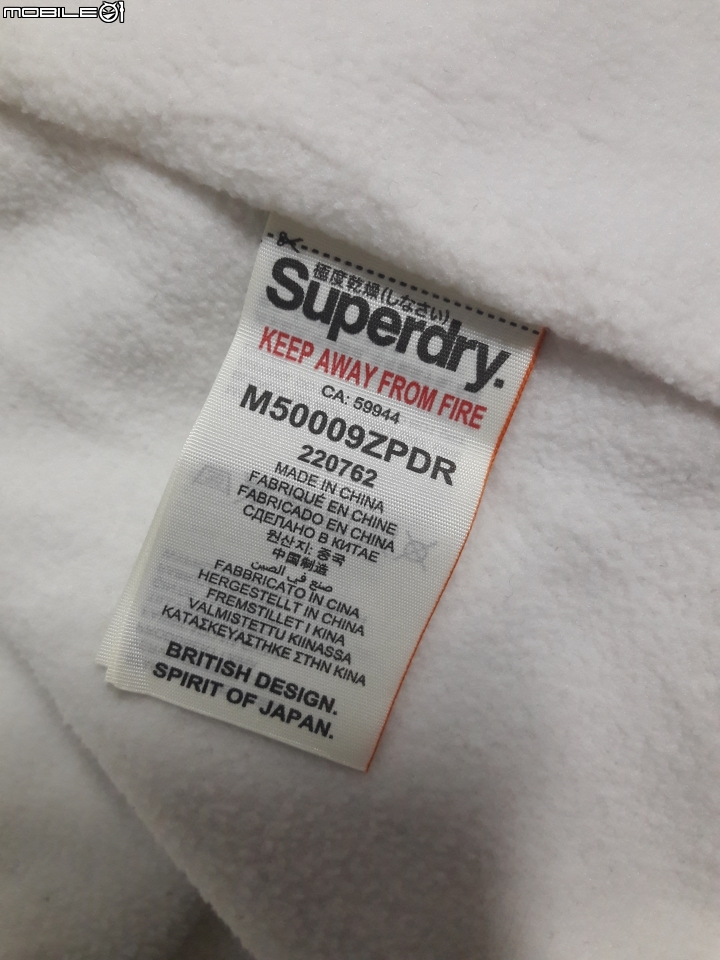 MOBILE01
極度乾燥(しなさい)
Superdry.
KEEP AWAY FROM FIRE
CA: 59944
M50009ZPDR
220762
MADE IN CHINA
FABRIQUÉ EN CHINE
FABRICADO EN CHINA
СДЕЛАНО В КИТАЕ
원산지: 중국
中国制造
صنع في الصين
FABBRICATO IN CINA
HERGESTELLT IN CHINA
FREMSTILLET I KINA
VALMISTETTU KIINASSA
ΚΑΤΑΣΚΕΥΑΣΤΗΚΕ ΣΤΗΝ ΚΙΝΑ
BRITISH DESIGN.
SPIRIT OF JAPAN.